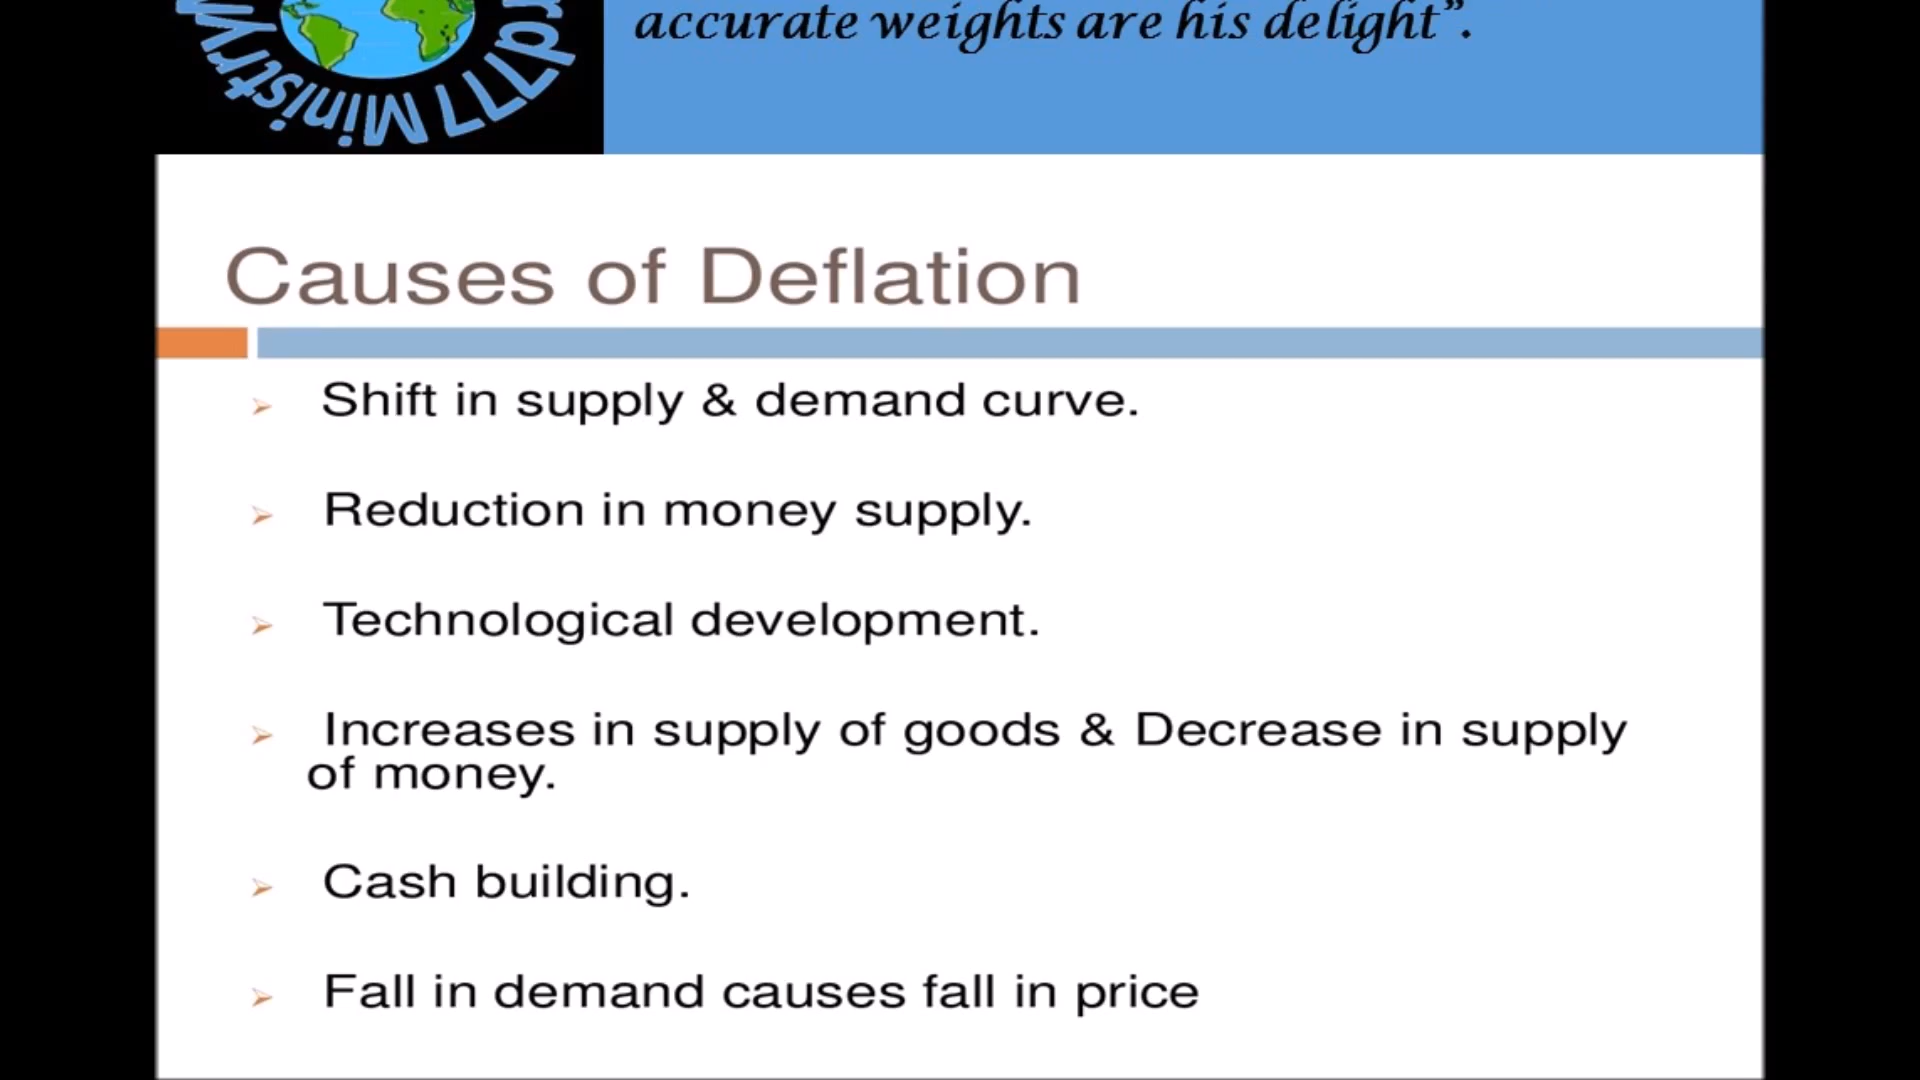 accurate weights are his delight”.
rd777 Ministry
Causes of Deflation
Shift in supply & demand curve.
Reduction in money supply.
Technological development.
Increases in supply of goods & Decrease in supply
of money.
Cash building.
Fall in demand causes fall in price